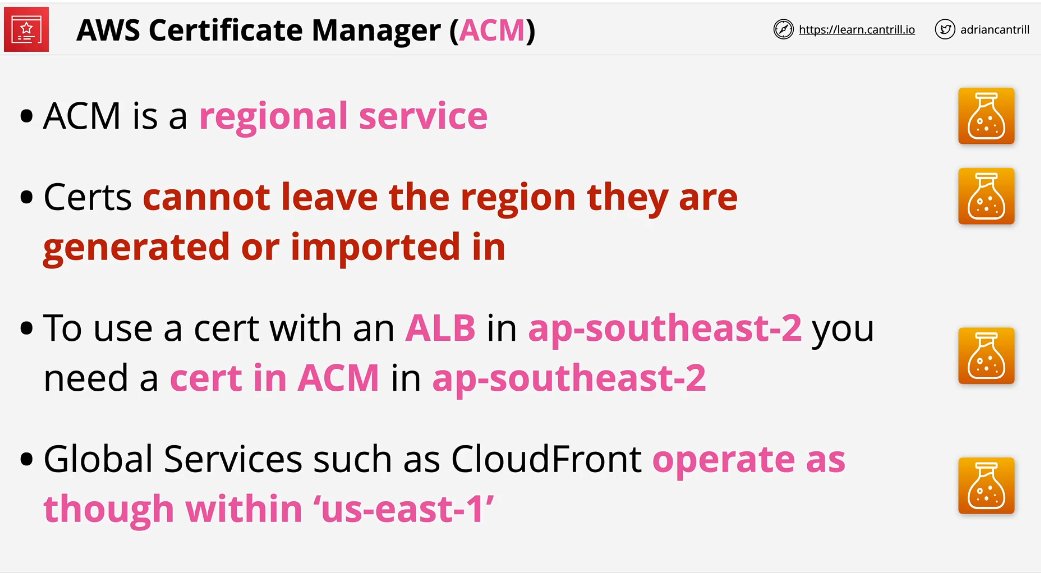 AWS Certificate Manager (ACM)
https://learn.cantrill.io
adriancantrill
• ACM is a regional service
• Certs cannot leave the region they are
generated or imported in
• To use a cert with an ALB in ap-southeast-2 you
need a cert in ACM in ap-southeast-2
• Global Services such as CloudFront operate as
though within ‘us-east-1’